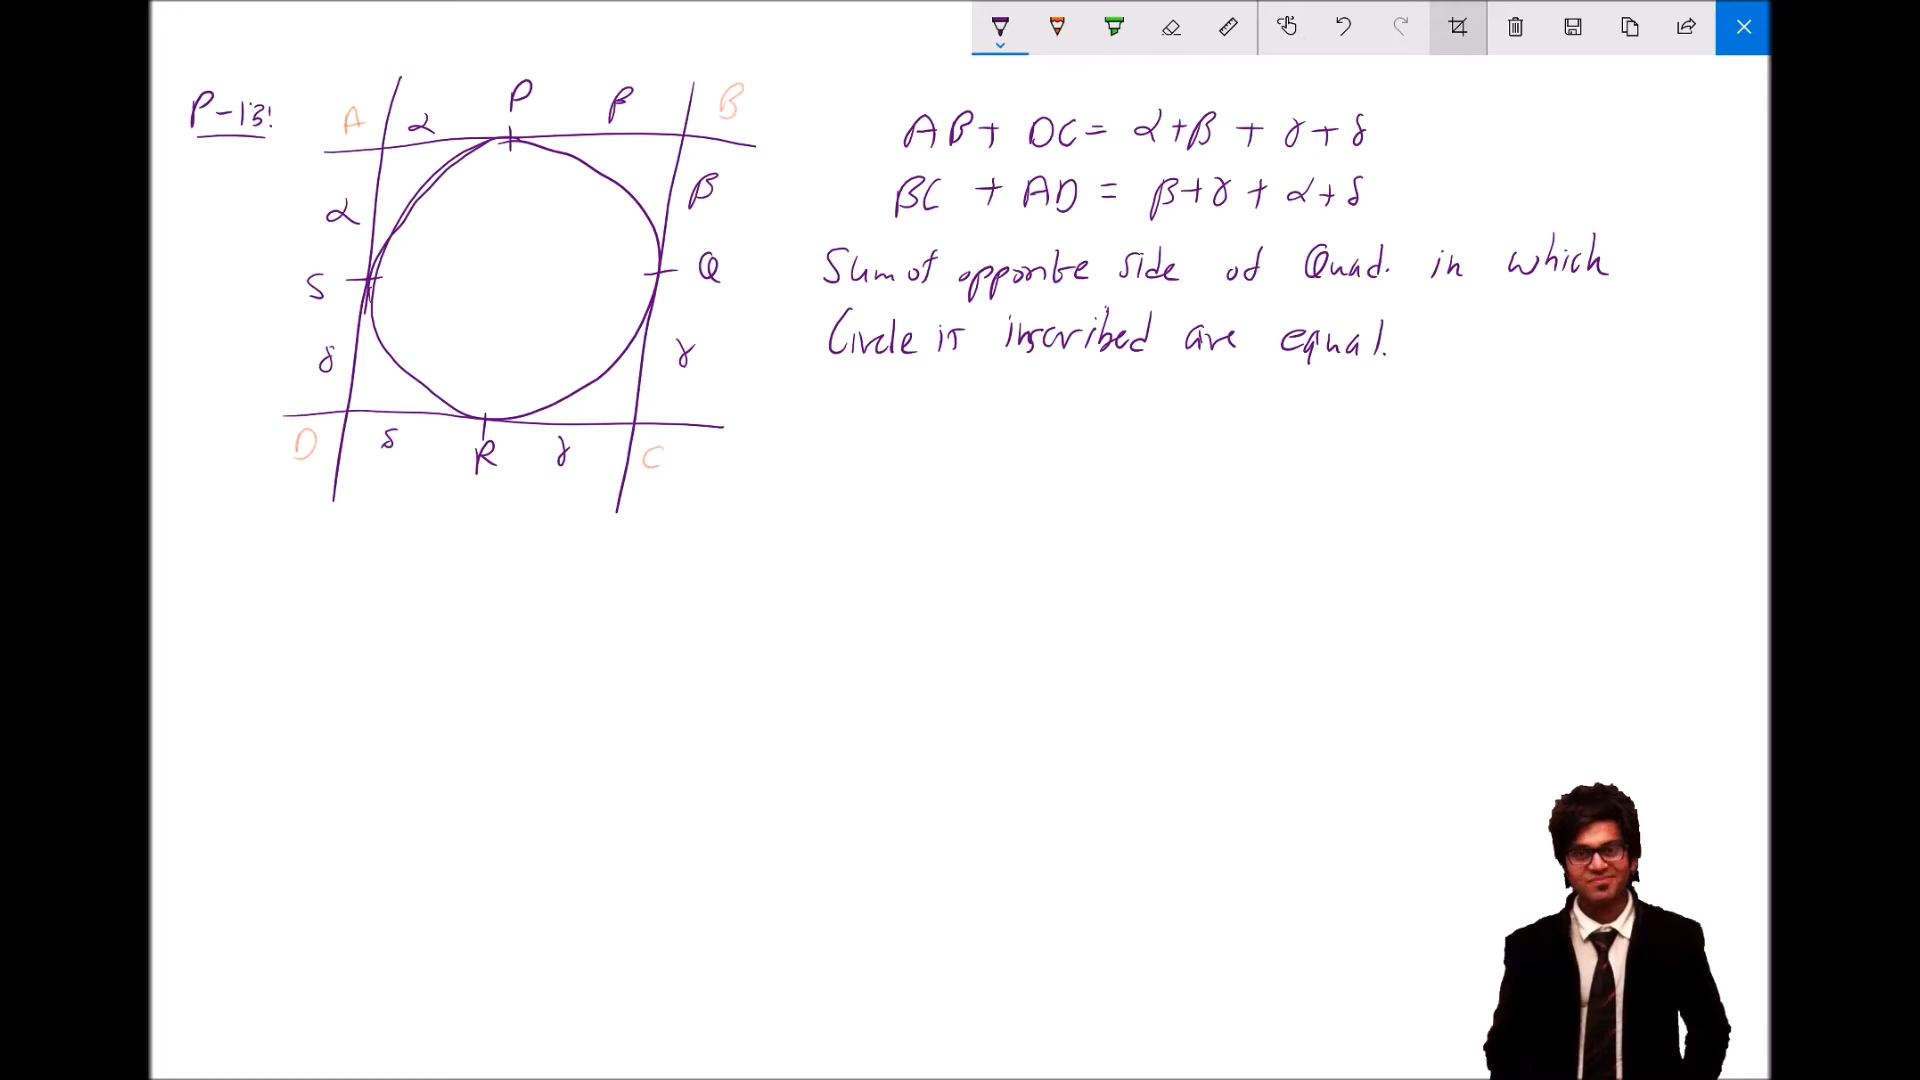 P-13:
A
α
P
β
B
α
β
S
Q
δ
γ
D
δ
R
γ
C
AB + DC = α+β + γ+δ
BC + AD = β+γ + α+δ
Sum of opposite side of Quad. in which
Circle is inscribed are equal.